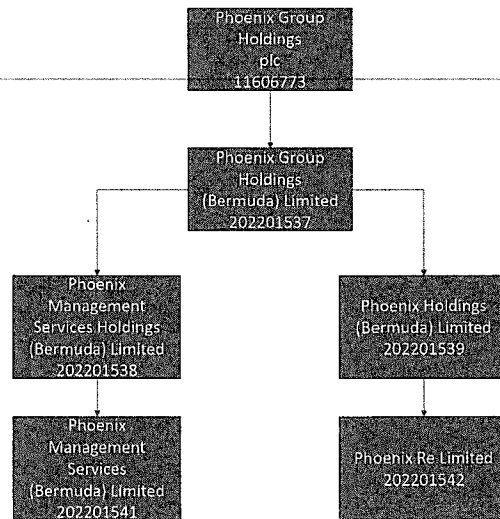 Phoenix Group
Holdings
plc
11606773
Phoenix Group
Holdings
(Bermuda) Limited
202201537
Phoenix
Management
Services Holdings
(Bermuda) Limited
202201538
Phoenix Holdings
(Bermuda) Limited
202201539
Phoenix
Management
Services
(Bermuda) Limited
202201541
Phoenix Re Limited
202201542